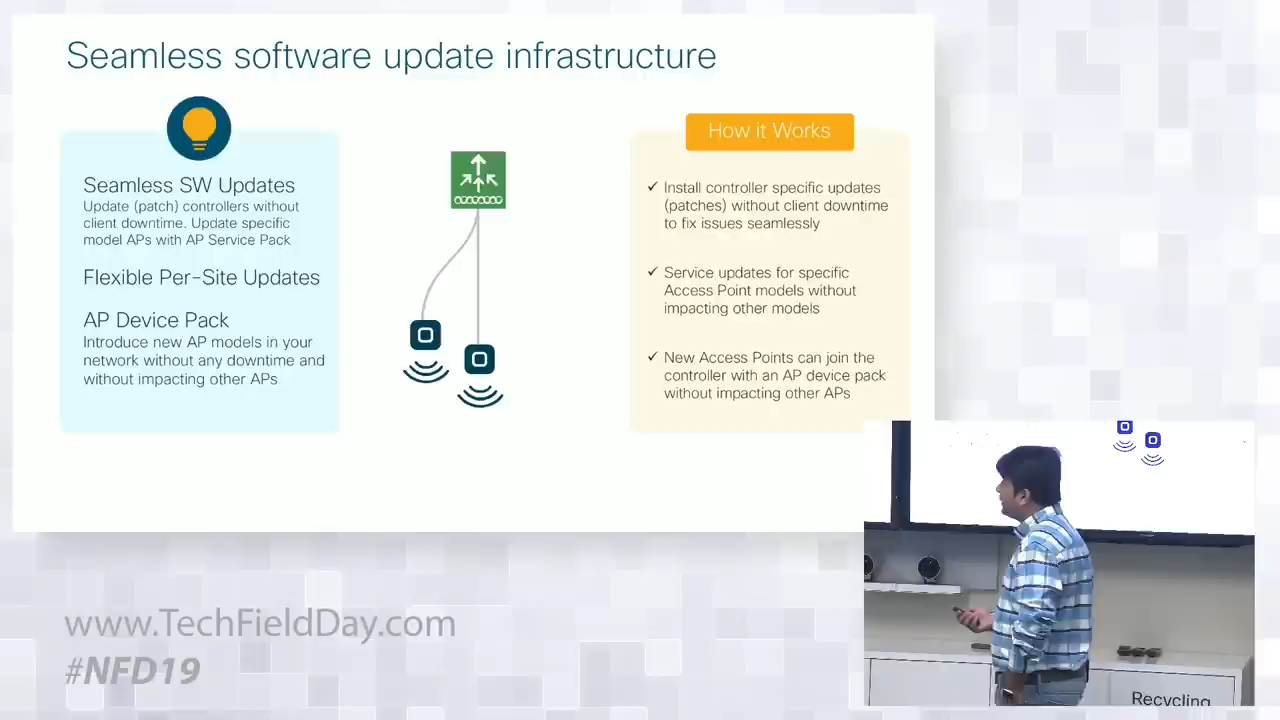 Seamless software update infrastructure
Seamless SW Updates
Update (patch) controllers without
client downtime. Update specific
model APs with AP Service Pack
Flexible Per-Site Updates
AP Device Pack
Introduce new AP models in your
network without any downtime and
without impacting other APs
How it Works
✓ Install controller specific updates
(patches) without client downtime
to fix issues seamlessly
✓ Service updates for specific
Access Point models without
impacting other models
✓ New Access Points can join the
controller with an AP device pack
without impacting other APs
www.TechFieldDay.com
#NFD19
Recycling